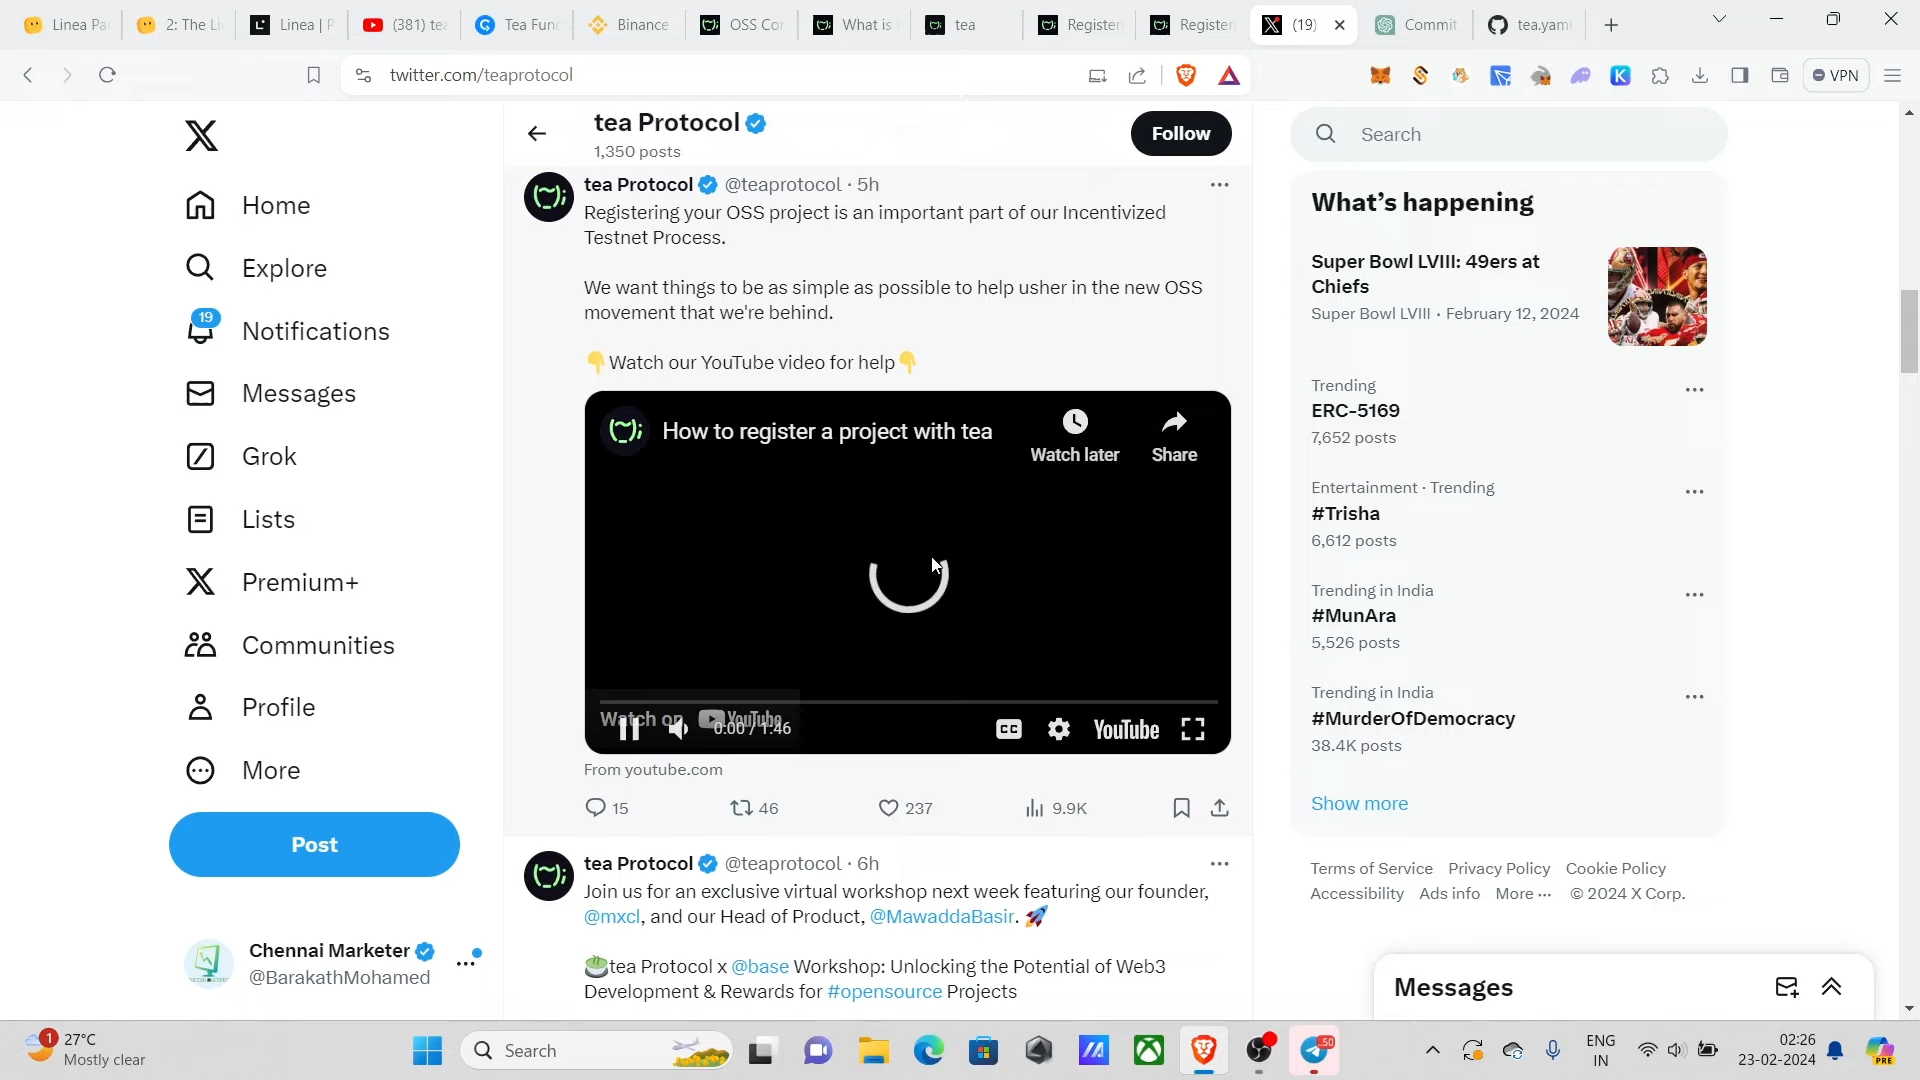 Linea Pa
2: The Li
Linea | P
(381) tea
Tea Fun
Binance
OSS Co
What is
tea
Register
Register
(19)
Commit
tea.yaml
twitter.com/teaprotocol
VPN
tea Protocol
1,350 posts
Follow
Search
Home
Explore
19
Notifications
Messages
Grok
Lists
Premium+
Communities
Profile
More
Post
Chennai Marketer
@BarakathMohamed
tea Protocol @teaprotocol · 5h
Registering your OSS project is an important part of our Incentivized
Testnet Process.
We want things to be as simple as possible to help usher in the new OSS
movement that we're behind.
👇Watch our YouTube video for help👇
How to register a project with tea
Watch later
Share
Watch on YouTube
0:00 / 1:46
CC
YouTube
From youtube.com
15
46
237
9.9K
tea Protocol @teaprotocol · 6h
Join us for an exclusive virtual workshop next week featuring our founder,
@mxcl, and our Head of Product, @MawaddaBasir. 🚀
🍵tea Protocol x @base Workshop: Unlocking the Potential of Web3
Development & Rewards for #opensource Projects
What's happening
Super Bowl LVIII: 49ers at
Chiefs
Super Bowl LVIII · February 12, 2024
Trending
ERC-5169
7,652 posts
Entertainment · Trending
#Trisha
6,612 posts
Trending in India
#MunAra
5,526 posts
Trending in India
#MurderOfDemocracy
38.4K posts
Show more
Terms of Service Privacy Policy Cookie Policy
Accessibility Ads info More ··· © 2024 X Corp.
Messages
1
27°C
Mostly clear
Search
50
ENG
IN
02:26
23-02-2024
PRE